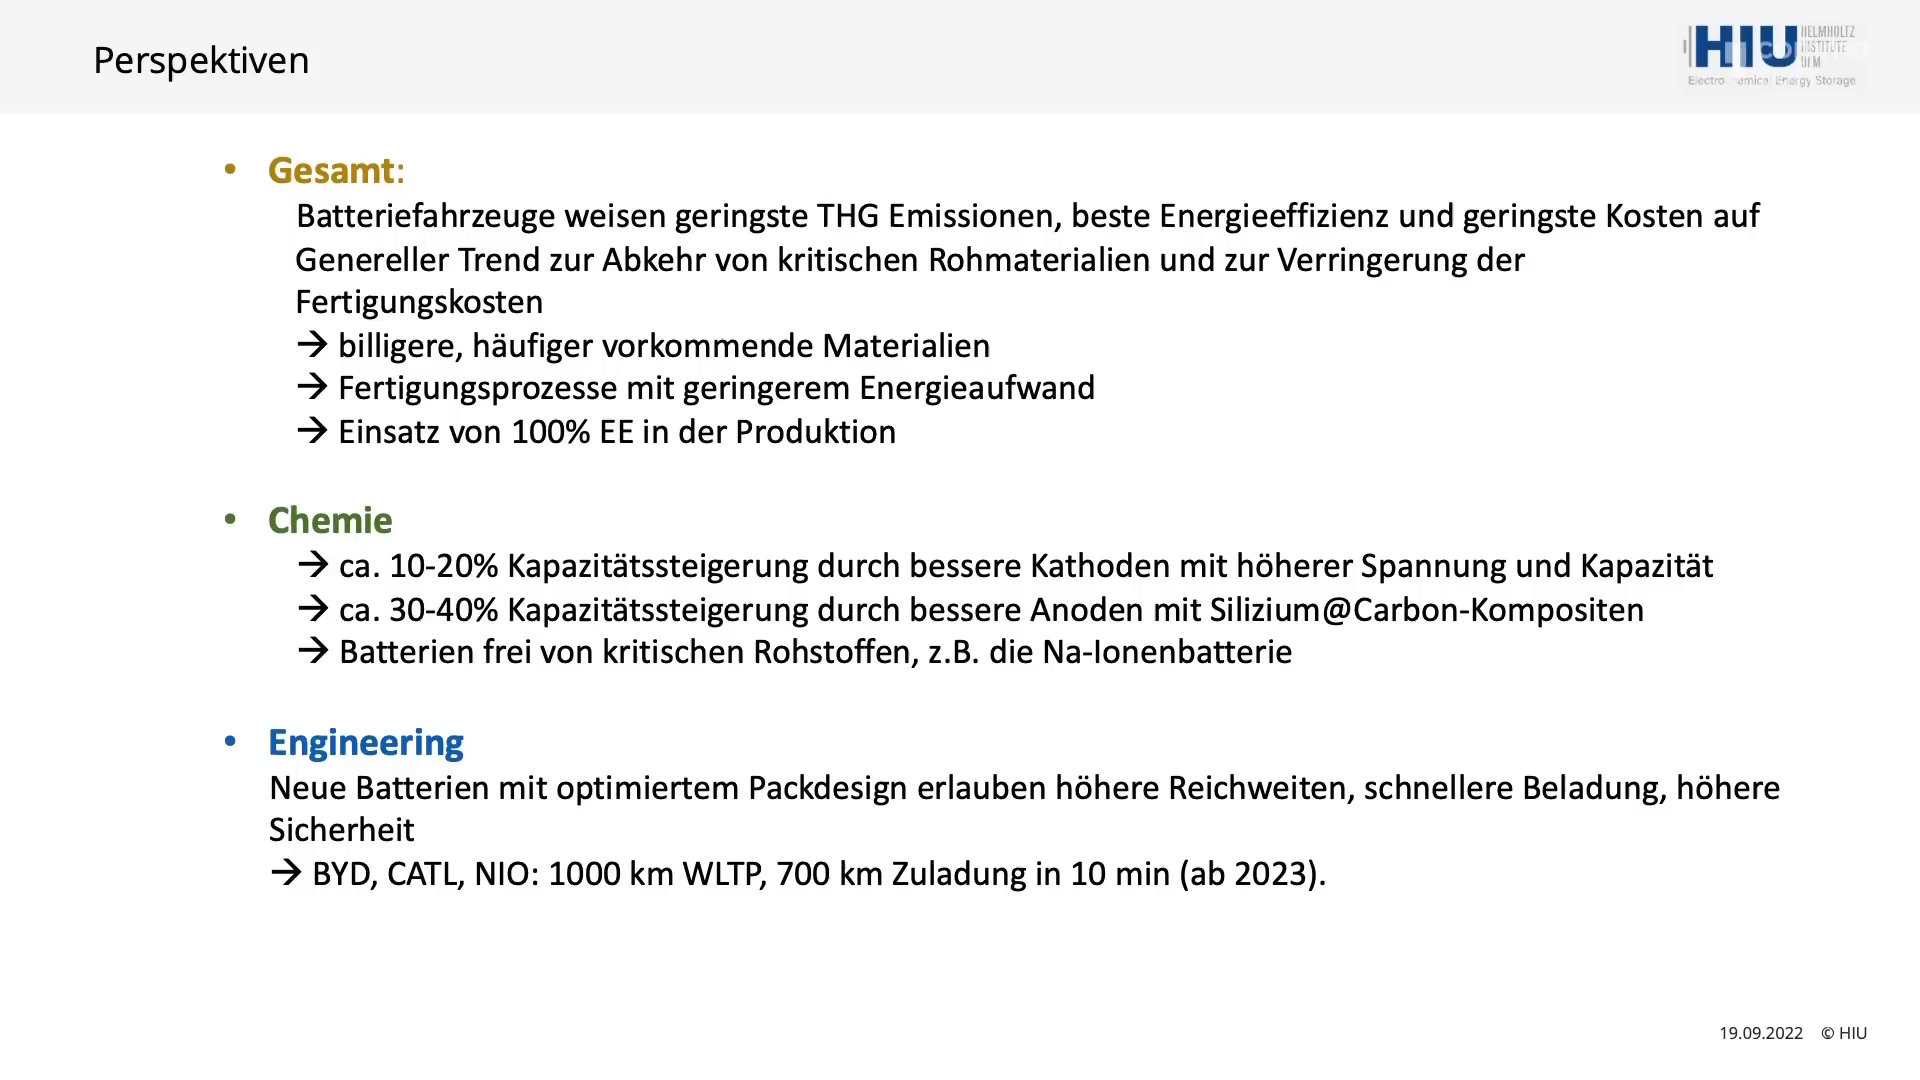 Perspektiven
HIU
HELMHOLTZ
INSTITUTE
Energy Storage
• Gesamt:
Batteriefahrzeuge weisen geringste THG Emissionen, beste Energieeffizienz und geringste Kosten auf
Genereller Trend zur Abkehr von kritischen Rohmaterialien und zur Verringerung der
Fertigungskosten
→ billigere, häufiger vorkommende Materialien
→ Fertigungsprozesse mit geringerem Energieaufwand
→ Einsatz von 100% EE in der Produktion
• Chemie
→ ca. 10-20% Kapazitätssteigerung durch bessere Kathoden mit höherer Spannung und Kapazität
→ ca. 30-40% Kapazitätssteigerung durch bessere Anoden mit Silizium@Carbon-Kompositen
→ Batterien frei von kritischen Rohstoffen, z.B. die Na-Ionenbatterie
• Engineering
Neue Batterien mit optimiertem Packdesign erlauben höhere Reichweiten, schnellere Beladung, höhere
Sicherheit
→ BYD, CATL, NIO: 1000 km WLTP, 700 km Zuladung in 10 min (ab 2023).
19.09.2022 © HIU